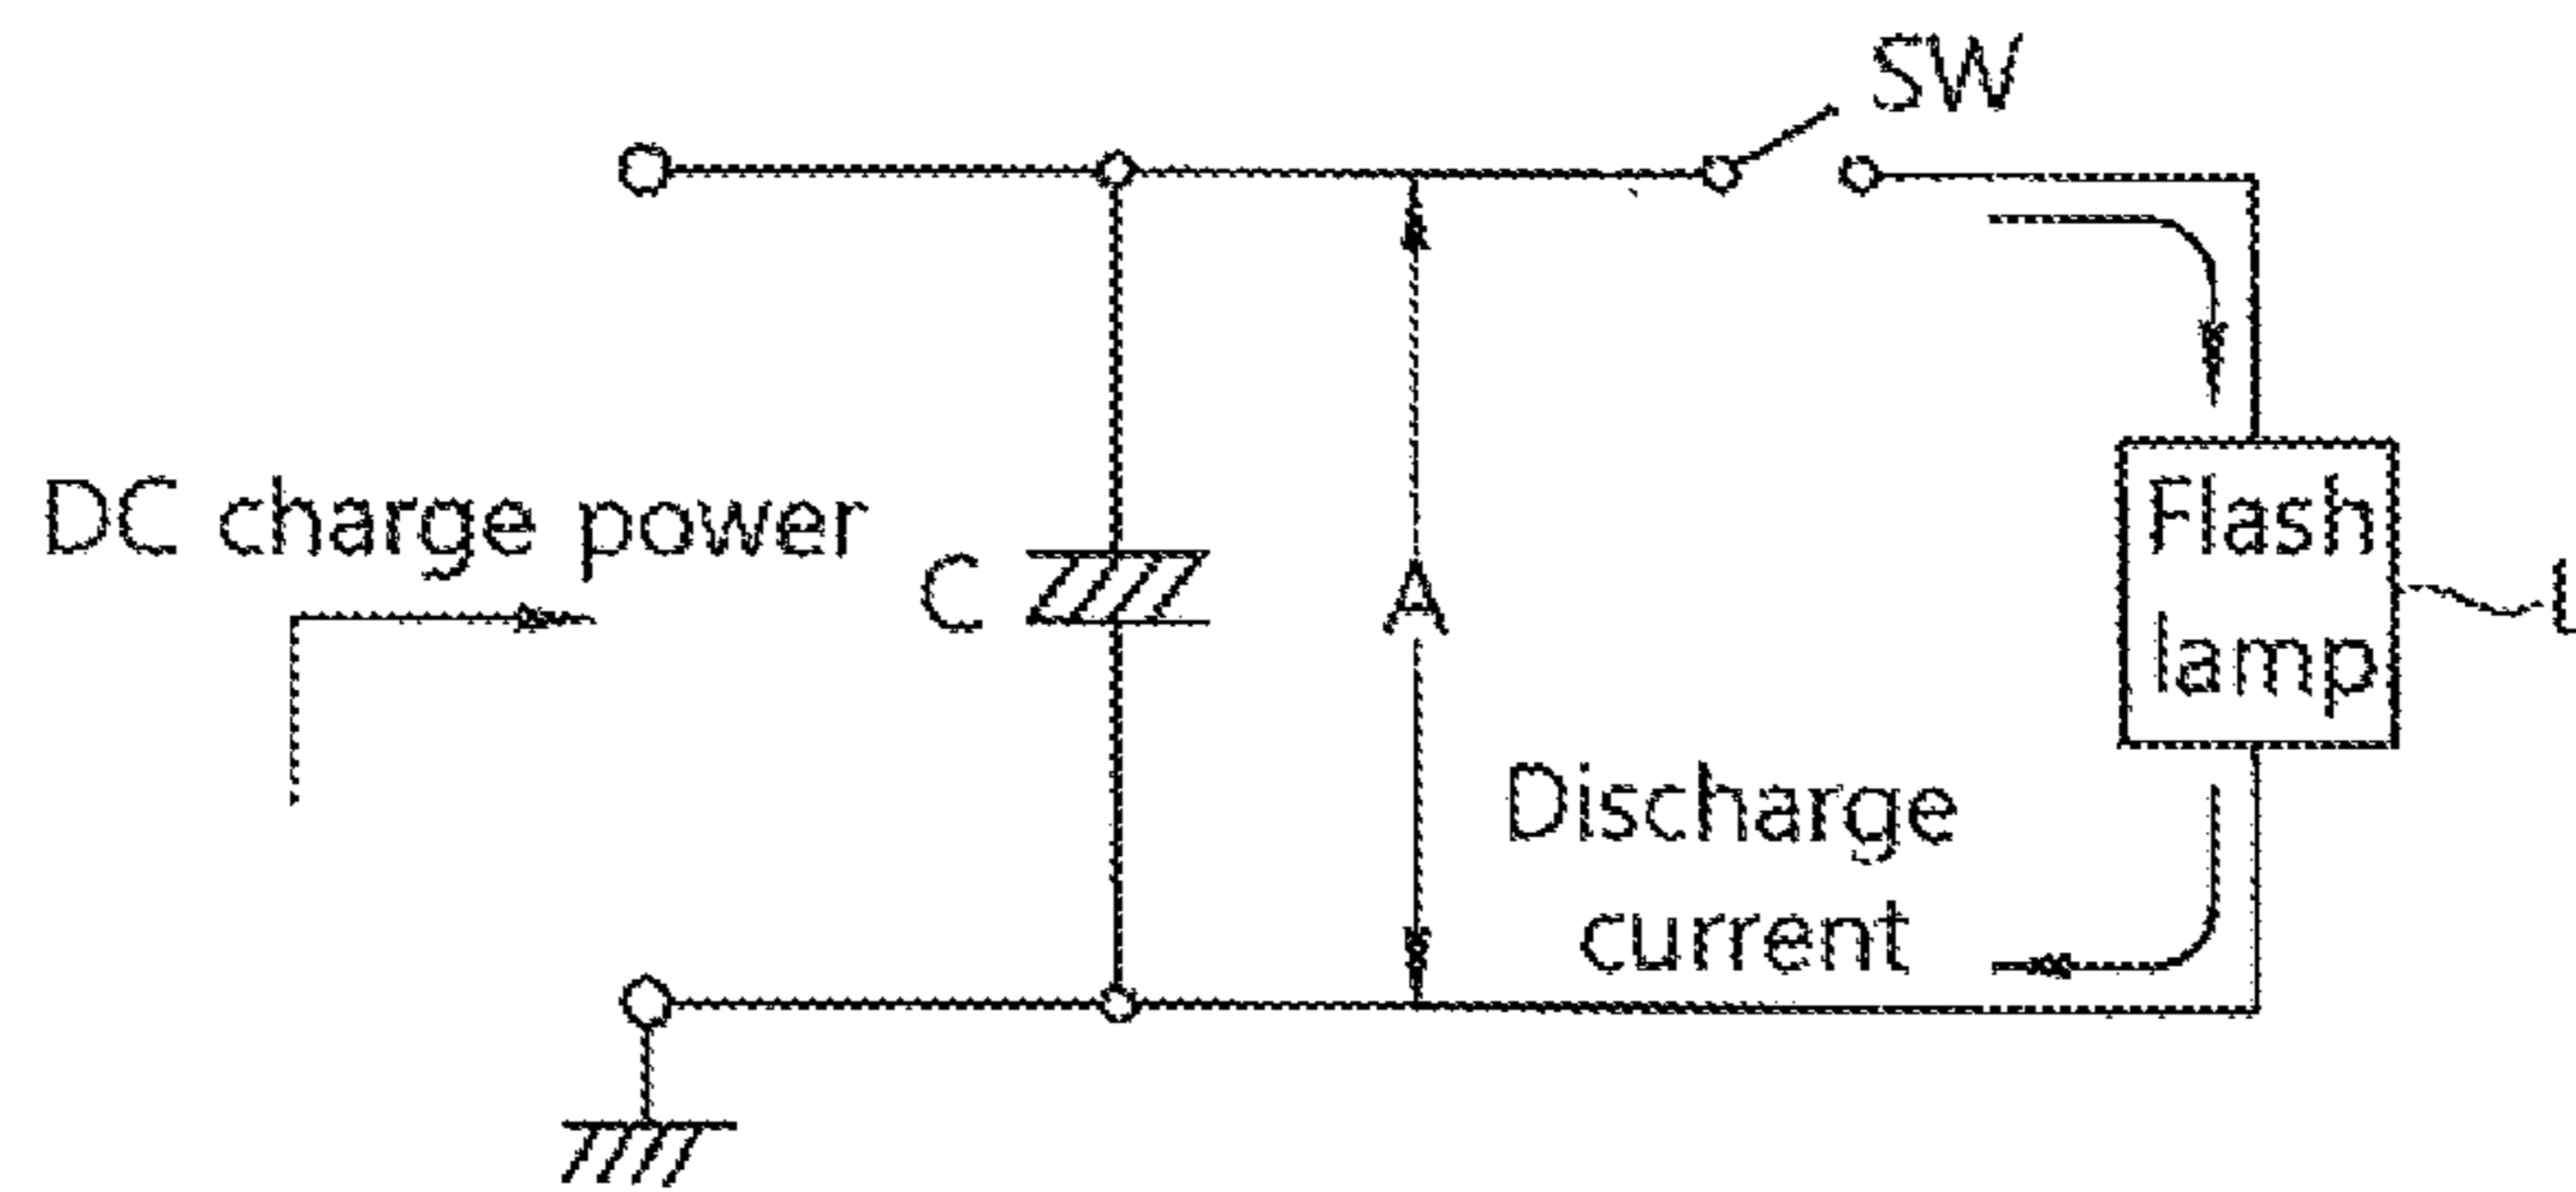 SW
DC charge power
C
A
Flash
lamp
L
Discharge
current